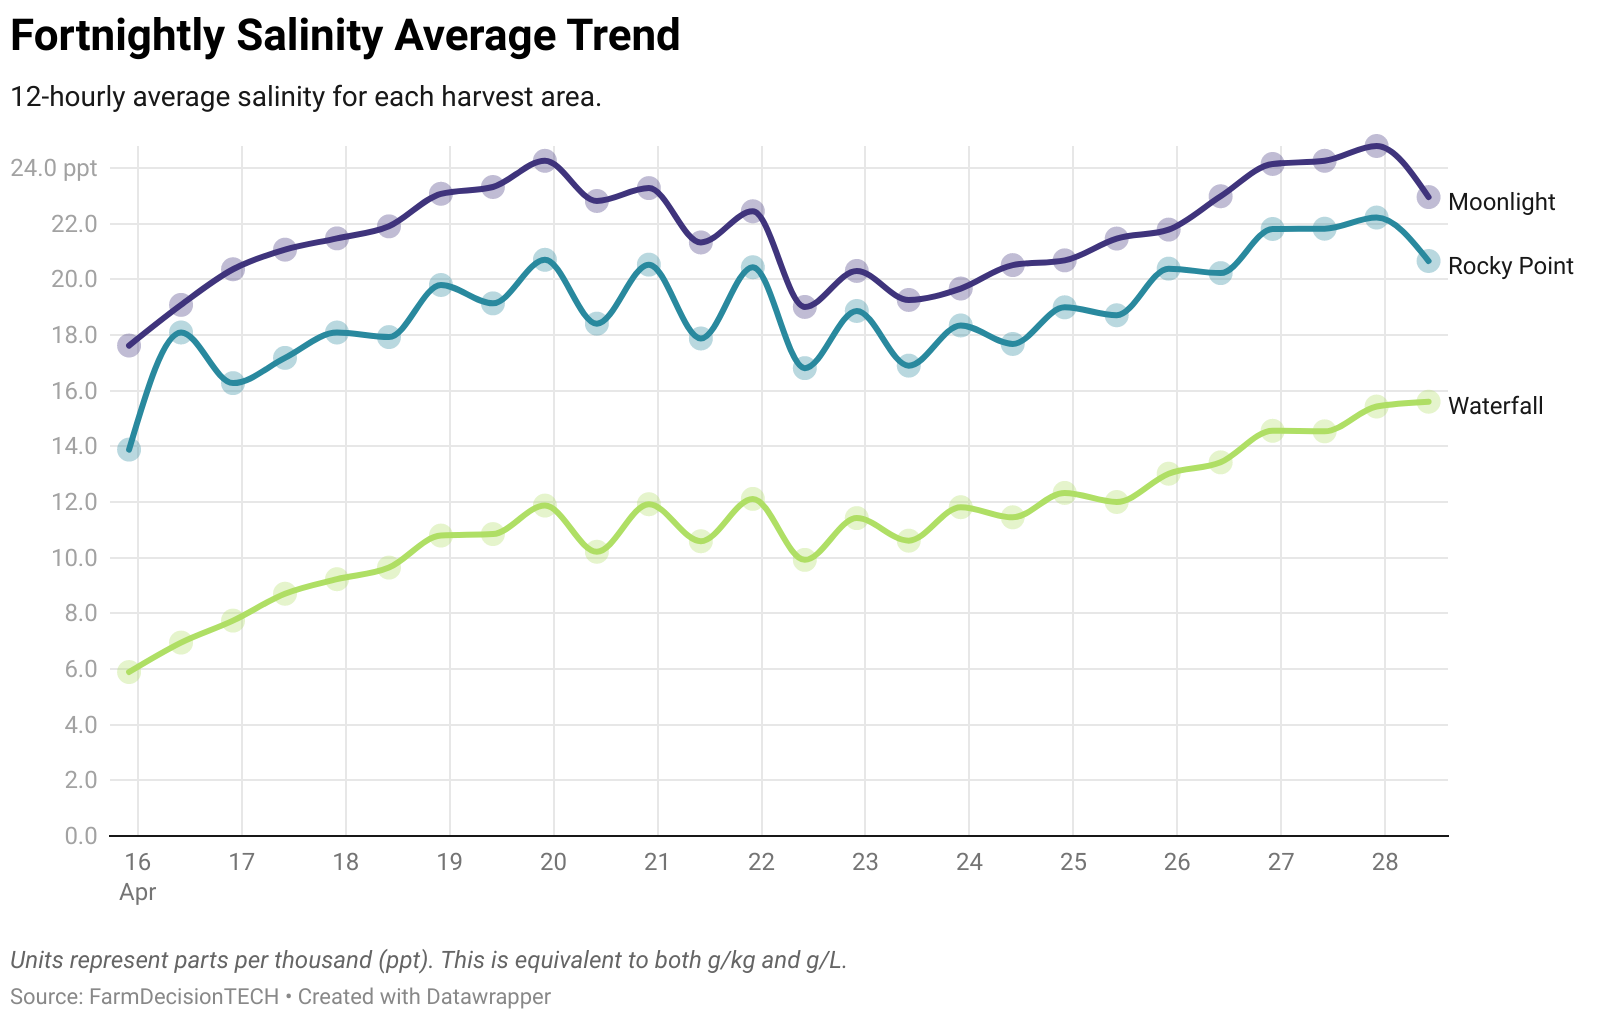 Fortnightly Salinity Average Trend
12-hourly average salinity for each harvest area.
24.0 ppt
22.0
20.0
18.0
16.0
14.0
12.0
10.0
8.0
6.0
4.0
2.0
0.0
Moonlight
Rocky Point
Waterfall
16 17 18 19 20 21 22 23 24 25 26 27 28
Apr
Units represent parts per thousand (ppt). This is equivalent to both g/kg and g/L.
Source: FarmDecisionTECH • Created with Datawrapper